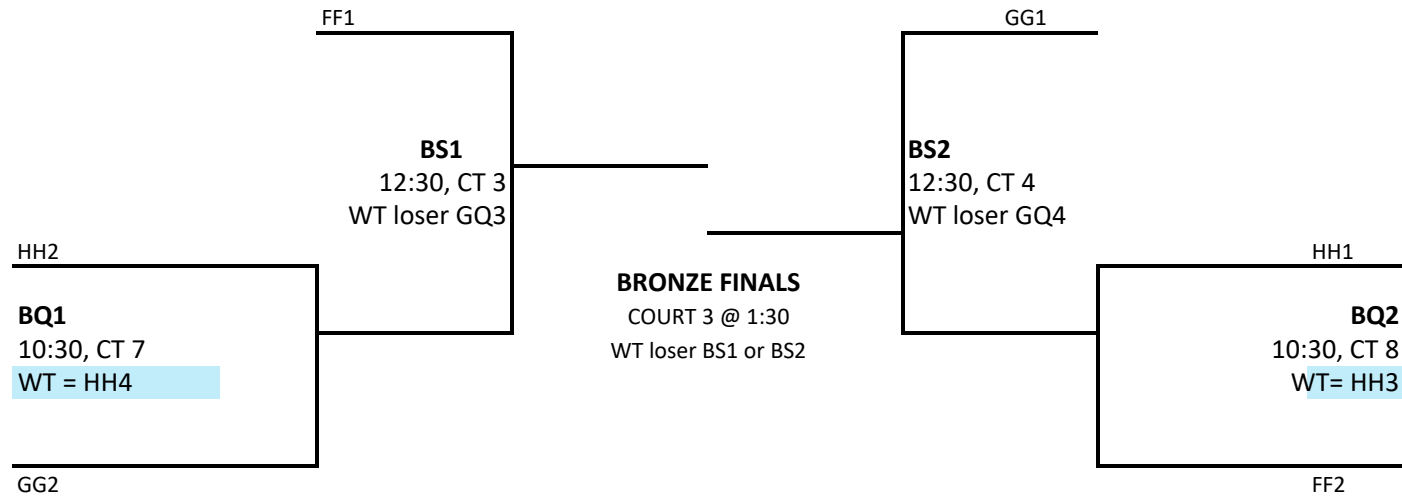 FF1
GG1
BS1
12:30, CT 3
WT loser GQ3
BS2
12:30, CT 4
WT loser GQ4
HH2
HH1
BRONZE FINALS
COURT 3 @ 1:30
WT loser BS1 or BS2
BQ1
10:30, CT 7
WT = HH4
BQ2
10:30, CT 8
WT= HH3
GG2
FF2